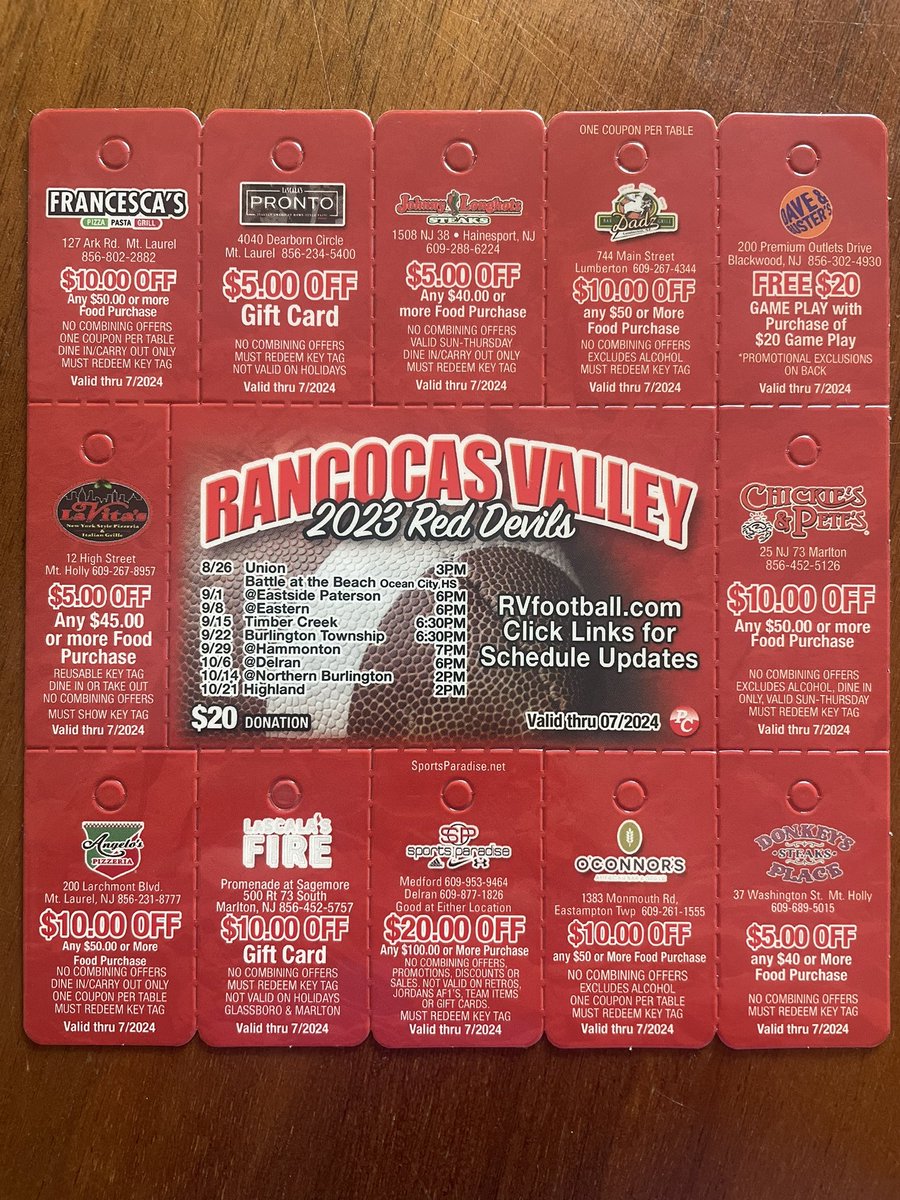 FRANCESCA'S
PIZZA PASTA GRILL
127 Ark Rd. Mt. Laurel
856-802-2882
$10.00 OFF
Any $50.00 or more
Food Purchase
NO COMBINING OFFERS
ONE COUPON PER TABLE
DINE IN/CARRY OUT ONLY
MUST REDEEM KEY TAG
Valid thru 7/2024
LASCALA'S
PRONTO
4040 Dearborn Circle
Mt. Laurel 856-234-5400
$5.00 OFF
Gift Card
NO COMBINING OFFERS
MUST REDEEM KEY TAG
NOT VALID ON HOLIDAYS
Valid thru 7/2024
Johnny Longhots
STEAKS
1508 NJ 38 • Hainesport, NJ
609-288-6224
$5.00 OFF
Any $40.00 or
more Food Purchase
NO COMBINING OFFERS
VALID SUN-THURSDAY
DINE IN/CARRY OUT ONLY
MUST REDEEM KEY TAG
Valid thru 7/2024
ONE COUPON PER TABLE
BAR GRILL
Dadz
744 Main Street
Lumberton 609-267-4344
$10.00 OFF
any $50 or More
Food Purchase
NO COMBINING OFFERS
EXCLUDES ALCOHOL
MUST REDEEM KEY TAG
Valid thru 7/2024
DAVE &
BUSTER'S
200 Premium Outlets Drive
Blackwood, NJ 856-302-4930
FREE $20
GAME PLAY with
Purchase of
$20 Game Play
*PROMOTIONAL EXCLUSIONS
ON BACK
Valid thru 7/2024
LaVita's
New York Style Pizzeria
&
Italian Grille
12 High Street
Mt. Holly 609-267-8957
$5.00 OFF
Any $45.00
or more Food
Purchase
REUSABLE KEY TAG
DINE IN OR TAKE OUT
NO COMBINING OFFERS
MUST SHOW KEY TAG
Valid thru 7/2024
RANCOCAS VALLEY
2023 Red Devils
8/26 Union 3PM
Battle at the Beach Ocean City HS
9/1 @Eastside Paterson 6PM
9/8 @Eastern 6PM
9/15 Timber Creek 6:30PM
9/22 Burlington Township 6:30PM
9/29 @Hammonton 7PM
10/6 @Delran 6PM
10/14 @Northern Burlington 2PM
10/21 Highland 2PM
RVfootball.com
Click Links for
Schedule Updates
$20 DONATION
Valid thru 07/2024
CHICKIE'S
& PETE'S
25 NJ 73 Marlton
856-452-5126
$10.00 OFF
Any $50.00 or more
Food Purchase
NO COMBINING OFFERS
EXCLUDES ALCOHOL, DINE IN
ONLY, VALID SUN-THURSDAY
MUST REDEEM KEY TAG
Valid thru 7/2024
Angelo's
PIZZERIA
200 Larchmont Blvd.
Mt. Laurel, NJ 856-231-8777
$10.00 OFF
Any $50.00 or More
Food Purchase
NO COMBINING OFFERS
DINE IN/CARRY OUT ONLY
ONE COUPON PER TABLE
MUST REDEEM KEY TAG
Valid thru 7/2024
LASCALA'S
FIRE
Promenade at Sagemore
500 Rt 73 South
Marlton, NJ 856-452-5757
$10.00 OFF
Gift Card
NO COMBINING OFFERS
MUST REDEEM KEY TAG
NOT VALID ON HOLIDAYS
GLASSBORO & MARLTON
Valid thru 7/2024
SportsParadise.net
SP
sports paradise
Medford 609-953-9464
Delran 609-877-1826
Good at Either Location
$20.00 OFF
Any $100.00 or More Purchase
NO COMBINING OFFERS,
PROMOTIONS, DISCOUNTS OR
SALES. NOT VALID ON RETROS,
JORDANS AF1'S, TEAM ITEMS
OR GIFT CARDS.
MUST REDEEM KEY TAG
Valid thru 7/2024
O'CONNOR'S
1383 Monmouth Rd,
Eastampton Twp 609-261-1555
$10.00 OFF
any $50 or More Food Purchase
NO COMBINING OFFERS
EXCLUDES ALCOHOL
ONE COUPON PER TABLE
MUST REDEEM KEY TAG
Valid thru 7/2024
DONKEY'S
STEAKS
PLACE
37 Washington St. Mt. Holly
609-689-5015
$5.00 OFF
any $40 or More
Food Purchase
NO COMBINING OFFERS
MUST REDEEM KEY TAG
Valid thru 7/2024